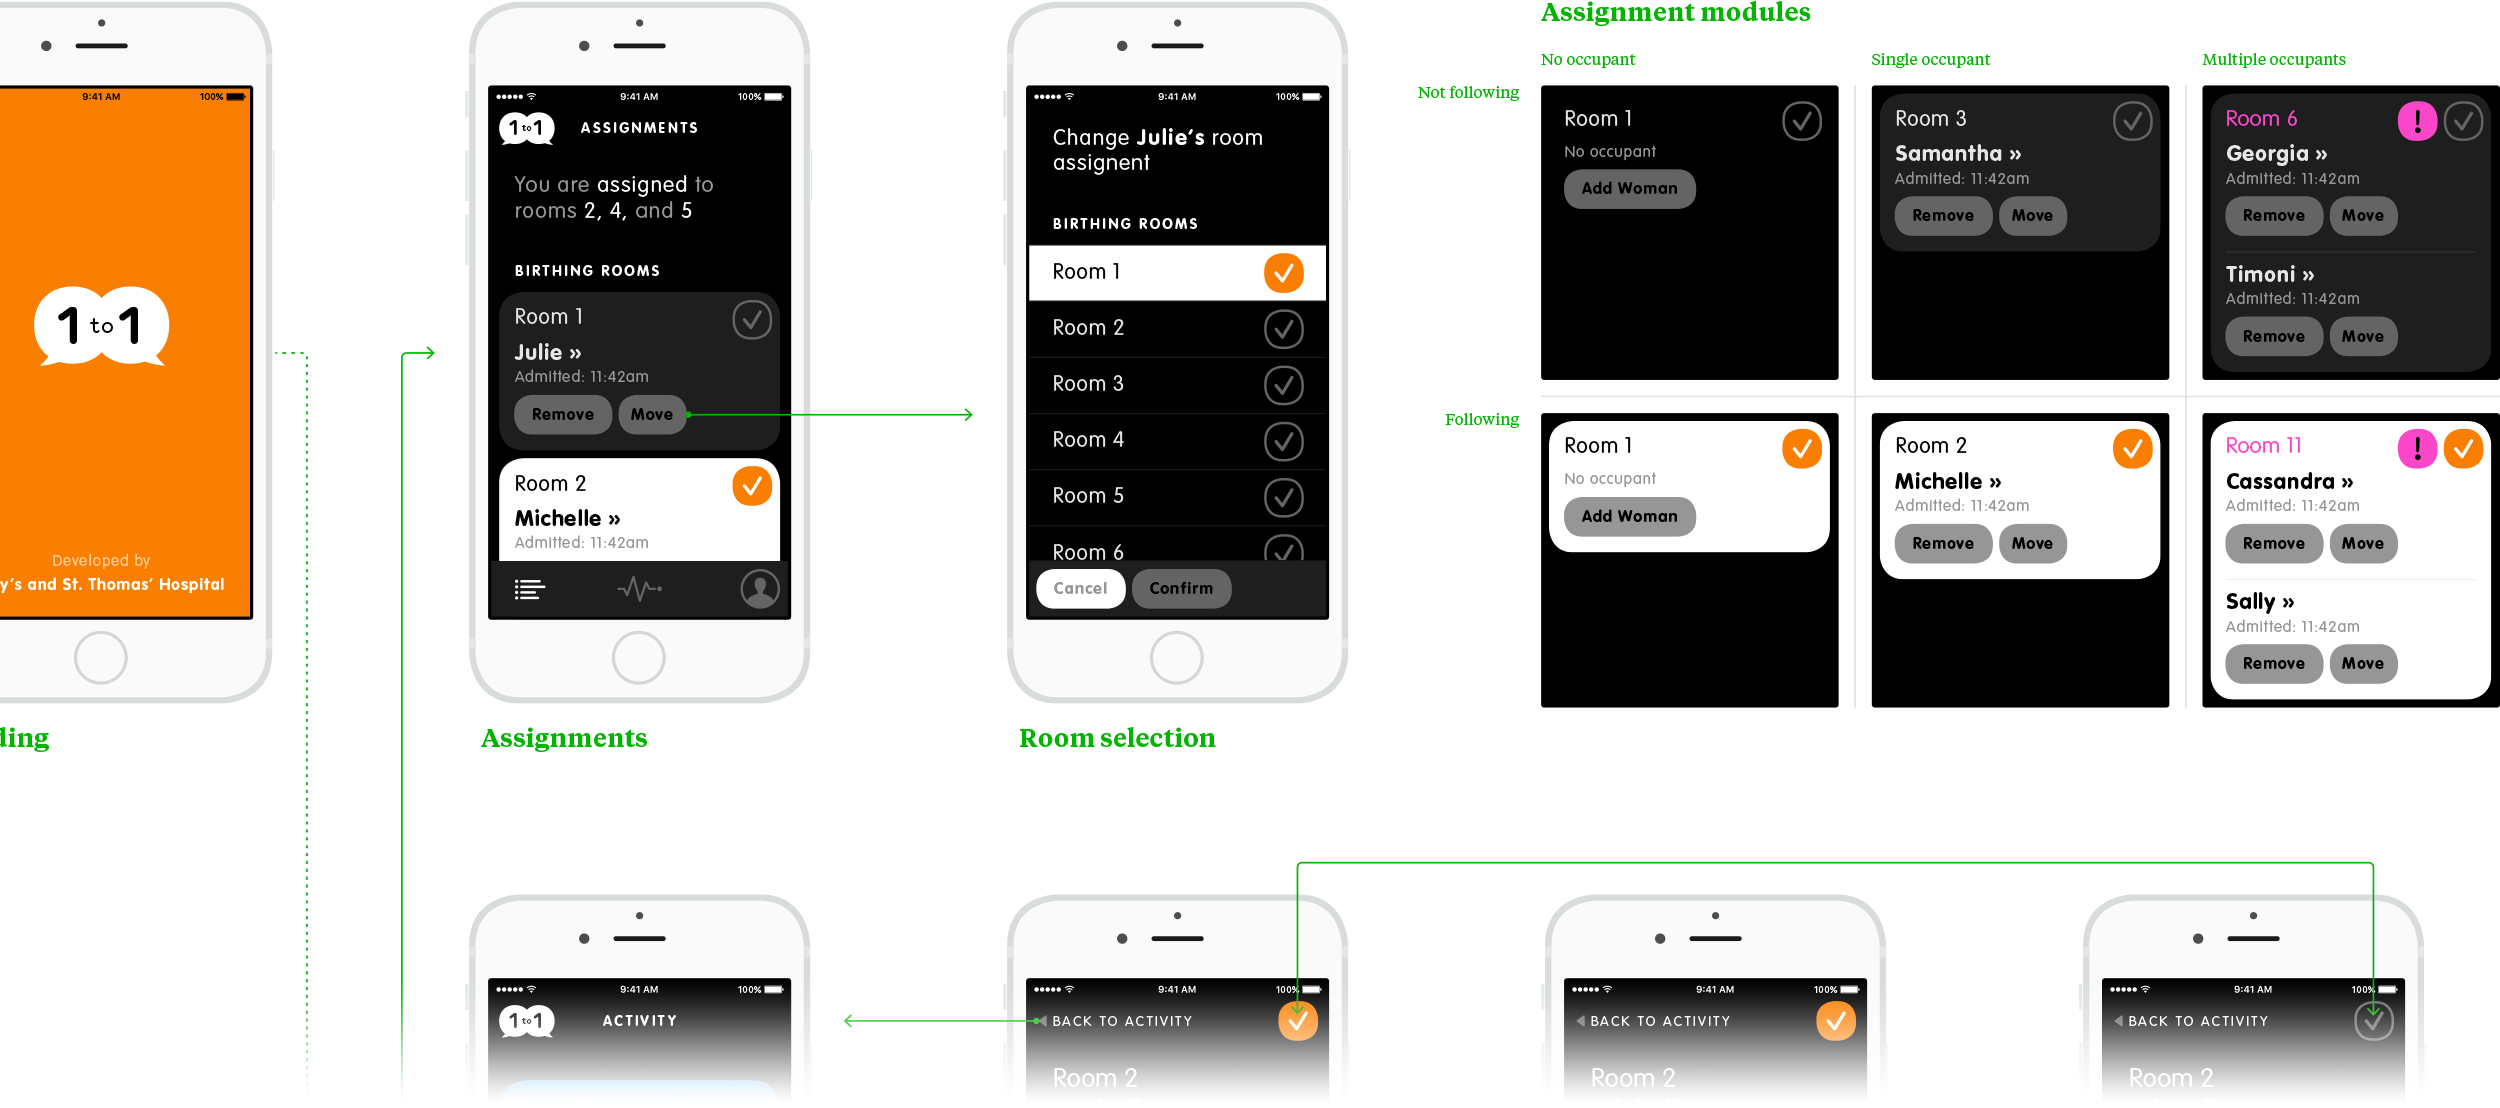 9:41 AM 100%
1 to 1
Developed by
y's and St. Thomas' Hospital
ding
9:41 AM 100%
1 to 1 ASSIGNMENTS
You are assigned to
rooms 2, 4, and 5
BIRTHING ROOMS
Room 1
Julie »
Admitted: 11:42am
Remove Move
Room 2
Michelle »
Admitted: 11:42am
Assignments
9:41 AM 100%
Change Julie's room
assignent
BIRTHING ROOMS
Room 1
Room 2
Room 3
Room 4
Room 5
Room 6
Cancel Confirm
Room selection
Assignment modules
No occupant Single occupant Multiple occupants
Not following
Room 1
No occupant
Add Woman
Room 3
Samantha »
Admitted: 11:42am
Remove Move
Room 6 !
Georgia »
Admitted: 11:42am
Remove Move
Timoni »
Admitted: 11:42am
Remove Move
Following
Room 1
No occupant
Add Woman
Room 2
Michelle »
Admitted: 11:42am
Remove Move
Room 11 !
Cassandra »
Admitted: 11:42am
Remove Move
Sally »
Admitted: 11:42am
Remove Move
9:41 AM 100%
1 to 1 ACTIVITY
9:41 AM 100%
BACK TO ACTIVITY
Room 2
9:41 AM 100%
BACK TO ACTIVITY
Room 2
9:41 AM 100%
BACK TO ACTIVITY
Room 2